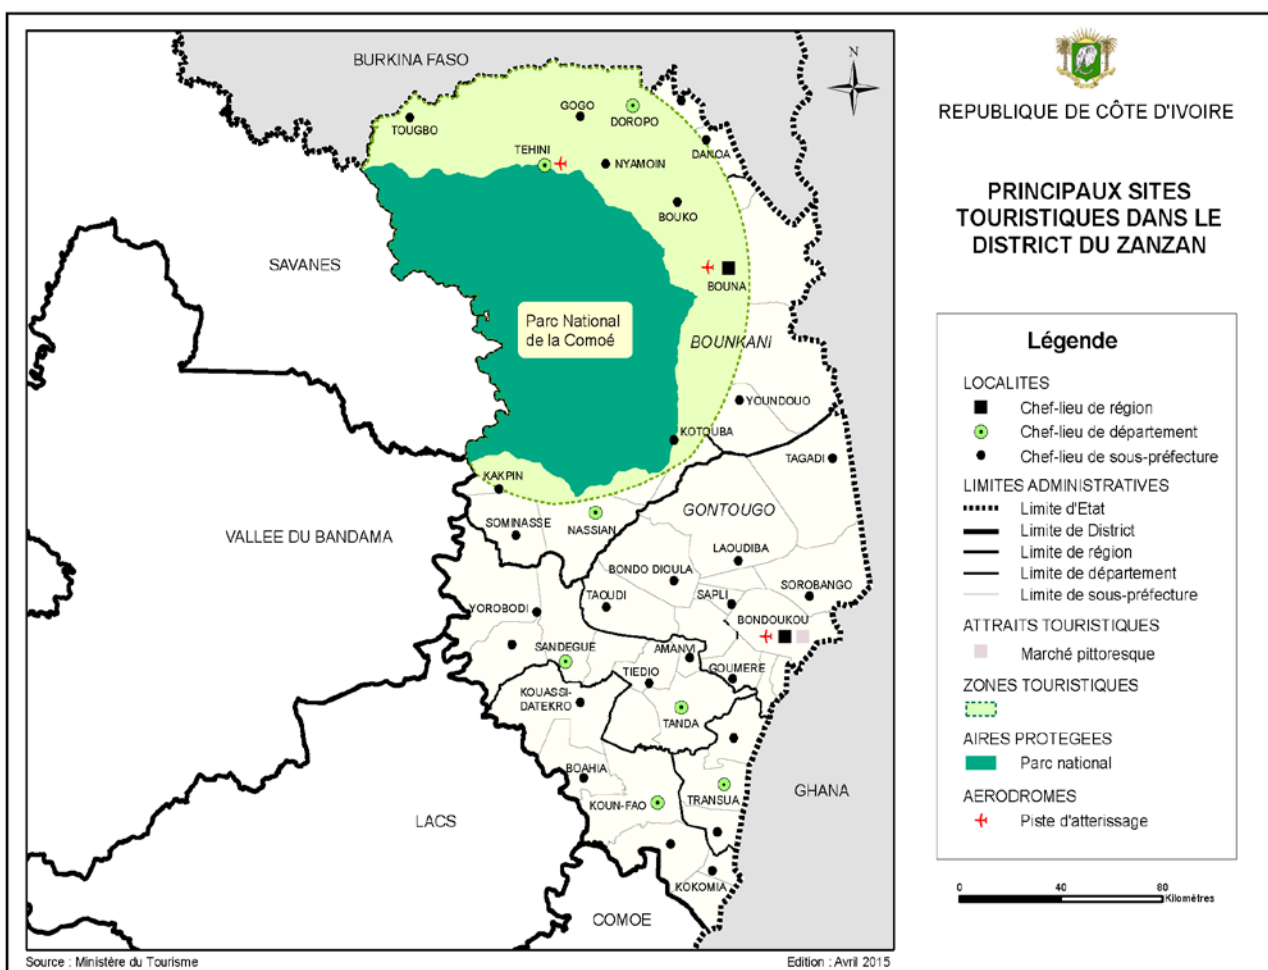 BURKINA FASO
N
GOGO
DOROPO
TOUGBO
TEHINI
DANOA
NYAMOIN
BOUKO
SAVANES
BOUNA
Parc National
de la Comoé
BOUNKANI
YOUNDOUO
KOTOUBA
TAGADI
KAKPIN
GONTOUGO
SOMINASSE
NASSIAN
VALLEE DU BANDAMA
LAOUDIBA
BONDO DIOULA
SOROBANGO
TAOUDI
SAPLI
YOROBODI
BONDOUKOU
SANDEGUE
AMANVI
TIEDIO
GOUMERE
KOUASSI-
DATEKRO
TANDA
BOAHIA
KOUN-FAO
TRANSUA
GHANA
LACS
KOKOMIA
COMOE
Source : Ministère du Tourisme
Edition : Avril 2015
REPUBLIQUE DE CÔTE D'IVOIRE
PRINCIPAUX SITES
TOURISTIQUES DANS LE
DISTRICT DU ZANZAN
Légende
LOCALITES
Chef-lieu de région
Chef-lieu de département
Chef-lieu de sous-préfecture
LIMITES ADMINISTRATIVES
Limite d'Etat
Limite de District
Limite de région
Limite de département
Limite de sous-préfecture
ATTRAITS TOURISTIQUES
Marché pittoresque
ZONES TOURISTIQUES
AIRES PROTEGEES
Parc national
AERODROMES
Piste d'atterissage
0 40 80
Kilomètres